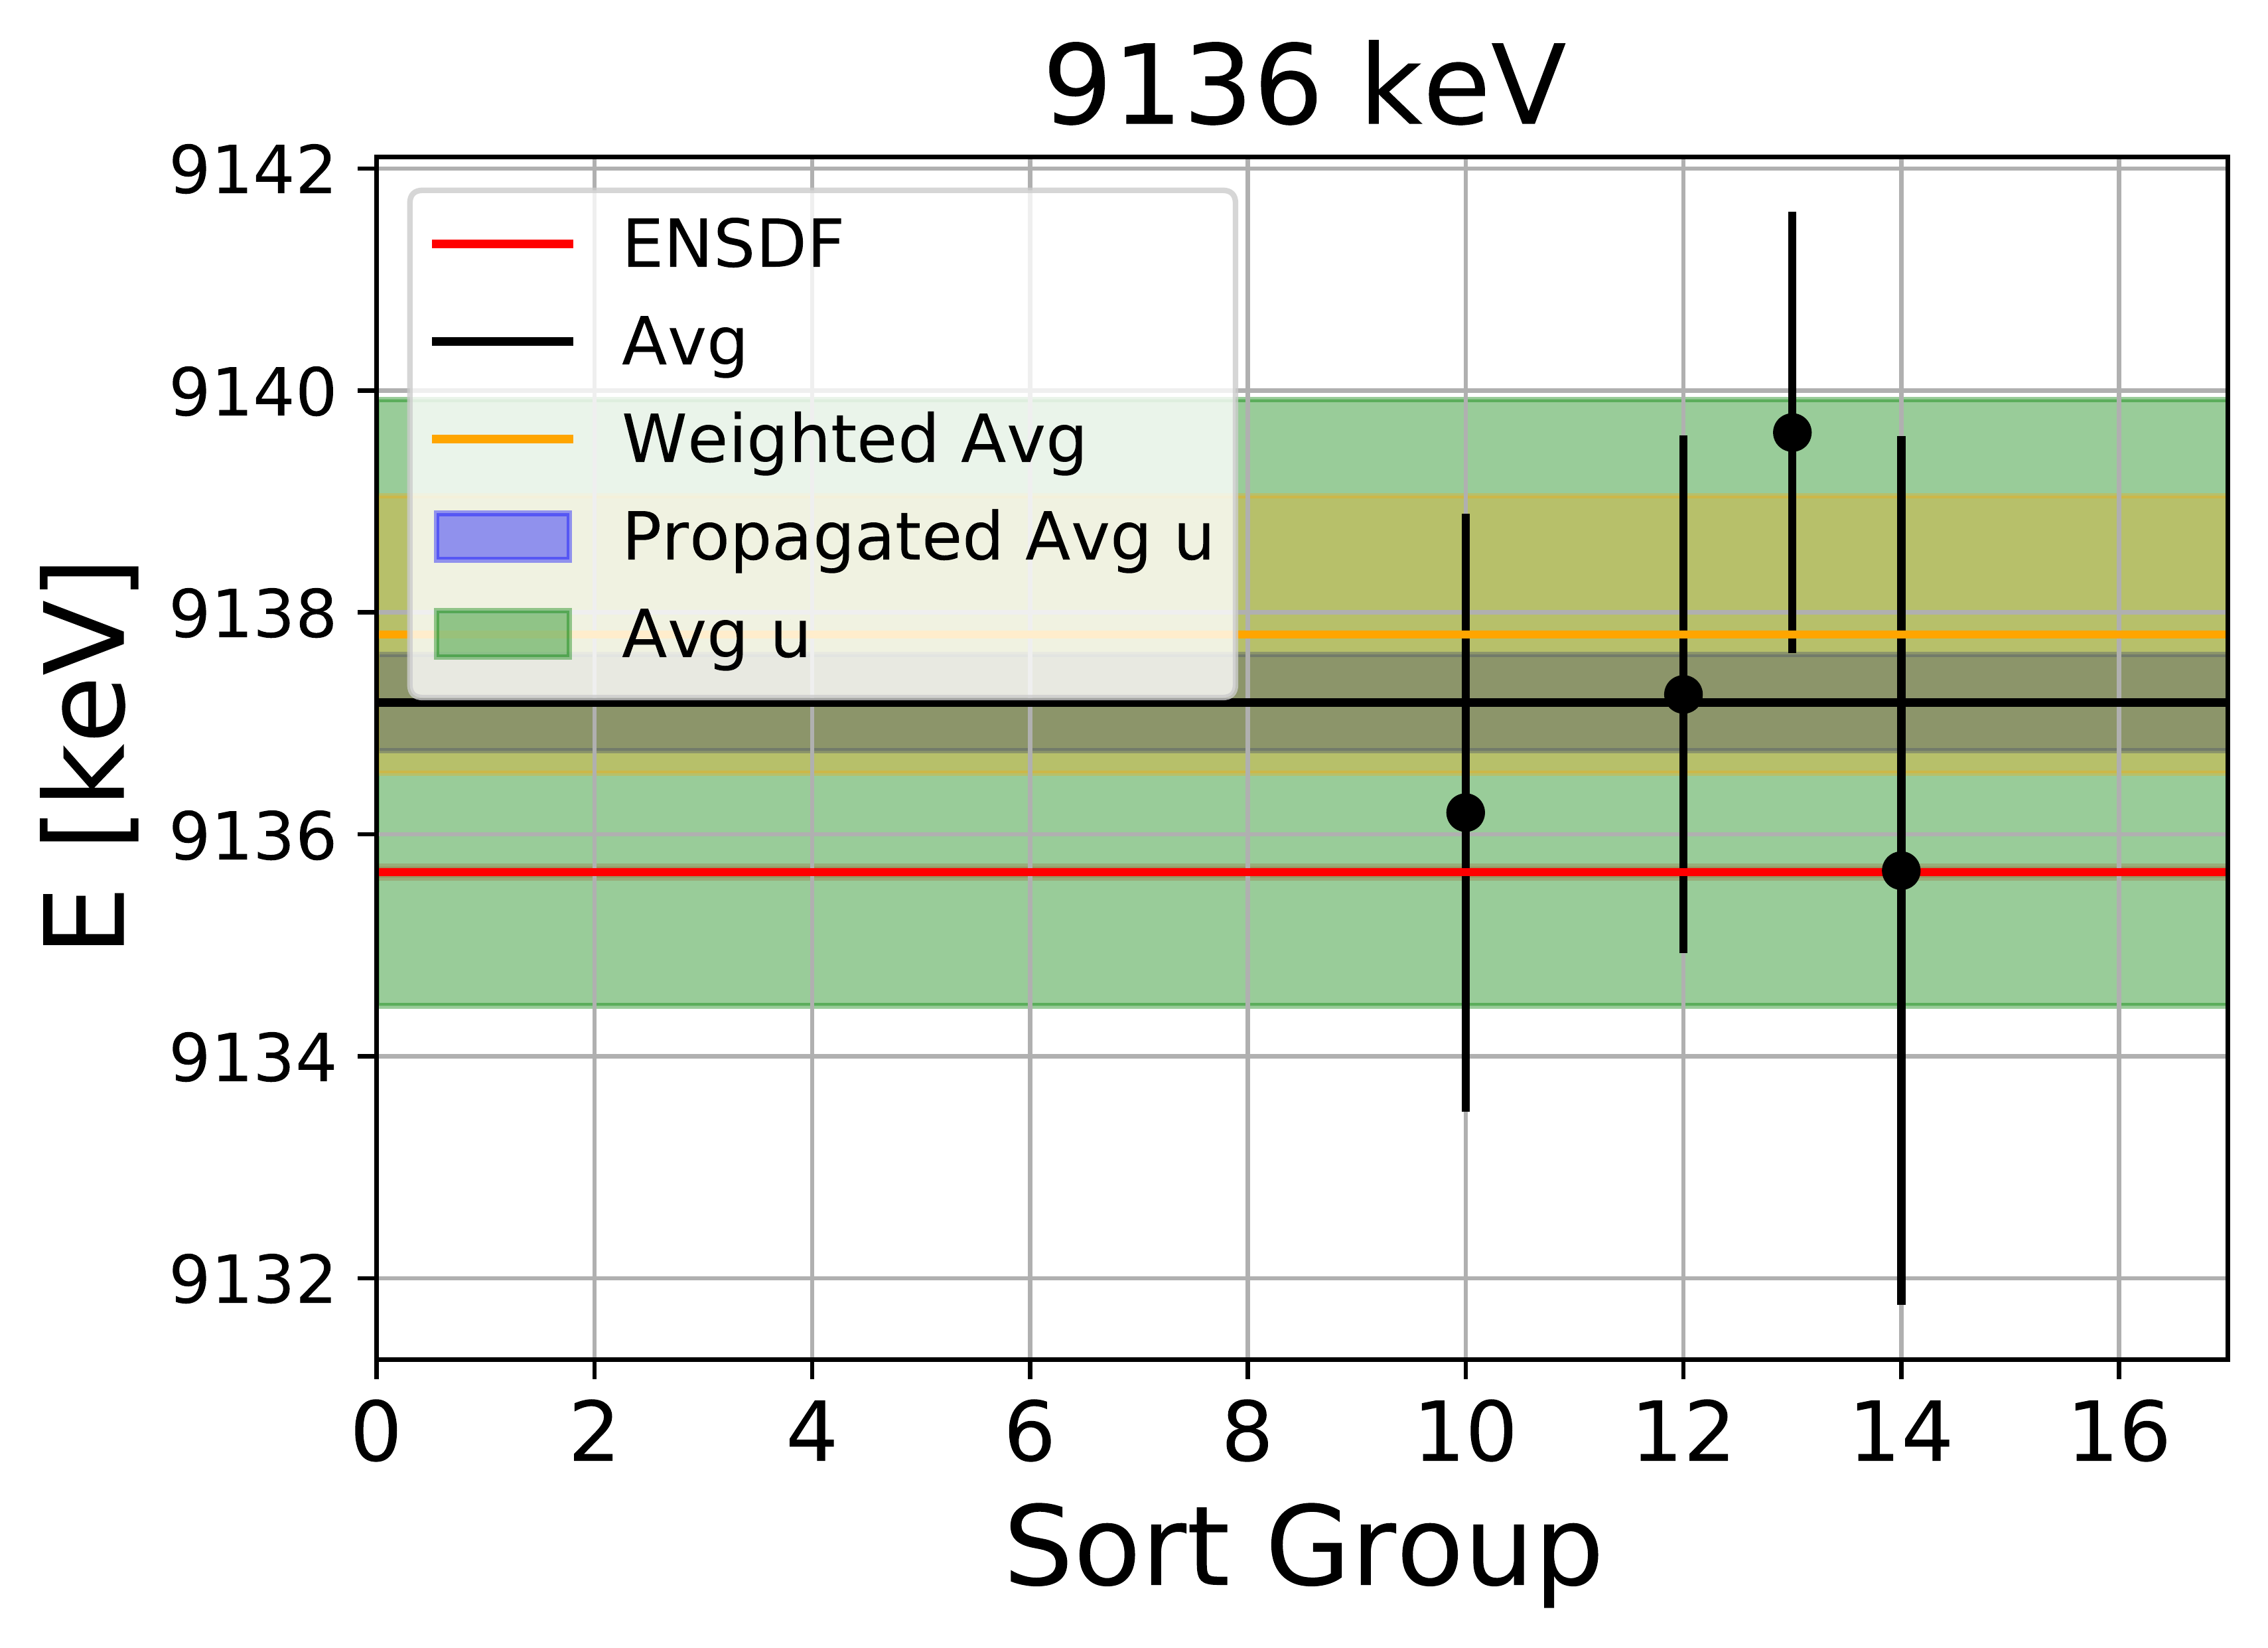 9136 keV
9142
9140
9138
9136
9134
9132
E [keV]
ENSDF
Avg
Weighted Avg
Propagated Avg u
Avg u
0 2 4 6 8 10 12 14 16
Sort Group